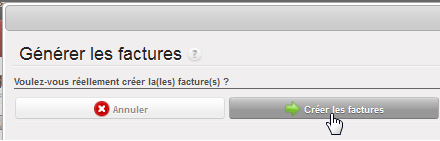 Générer les factures ?
Voulez-vous réellement créer la(les) facture(s) ?
Annuler
Créer les factures